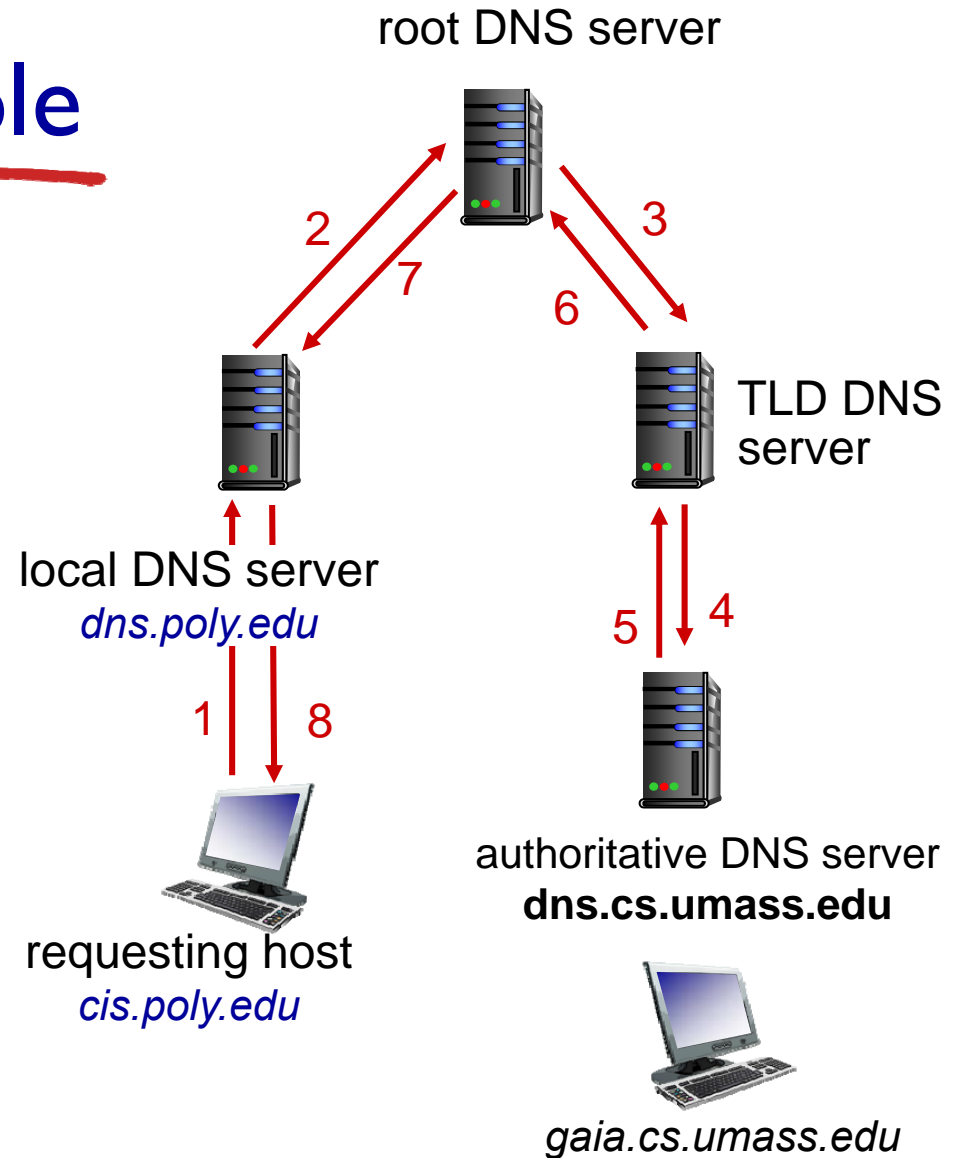 root DNS server
ole
2
3
7
6
TLD DNS
server
local DNS server
dns.poly.edu
5
4
1
8
authoritative DNS server
dns.cs.umass.edu
requesting host
cis.poly.edu
gaia.cs.umass.edu